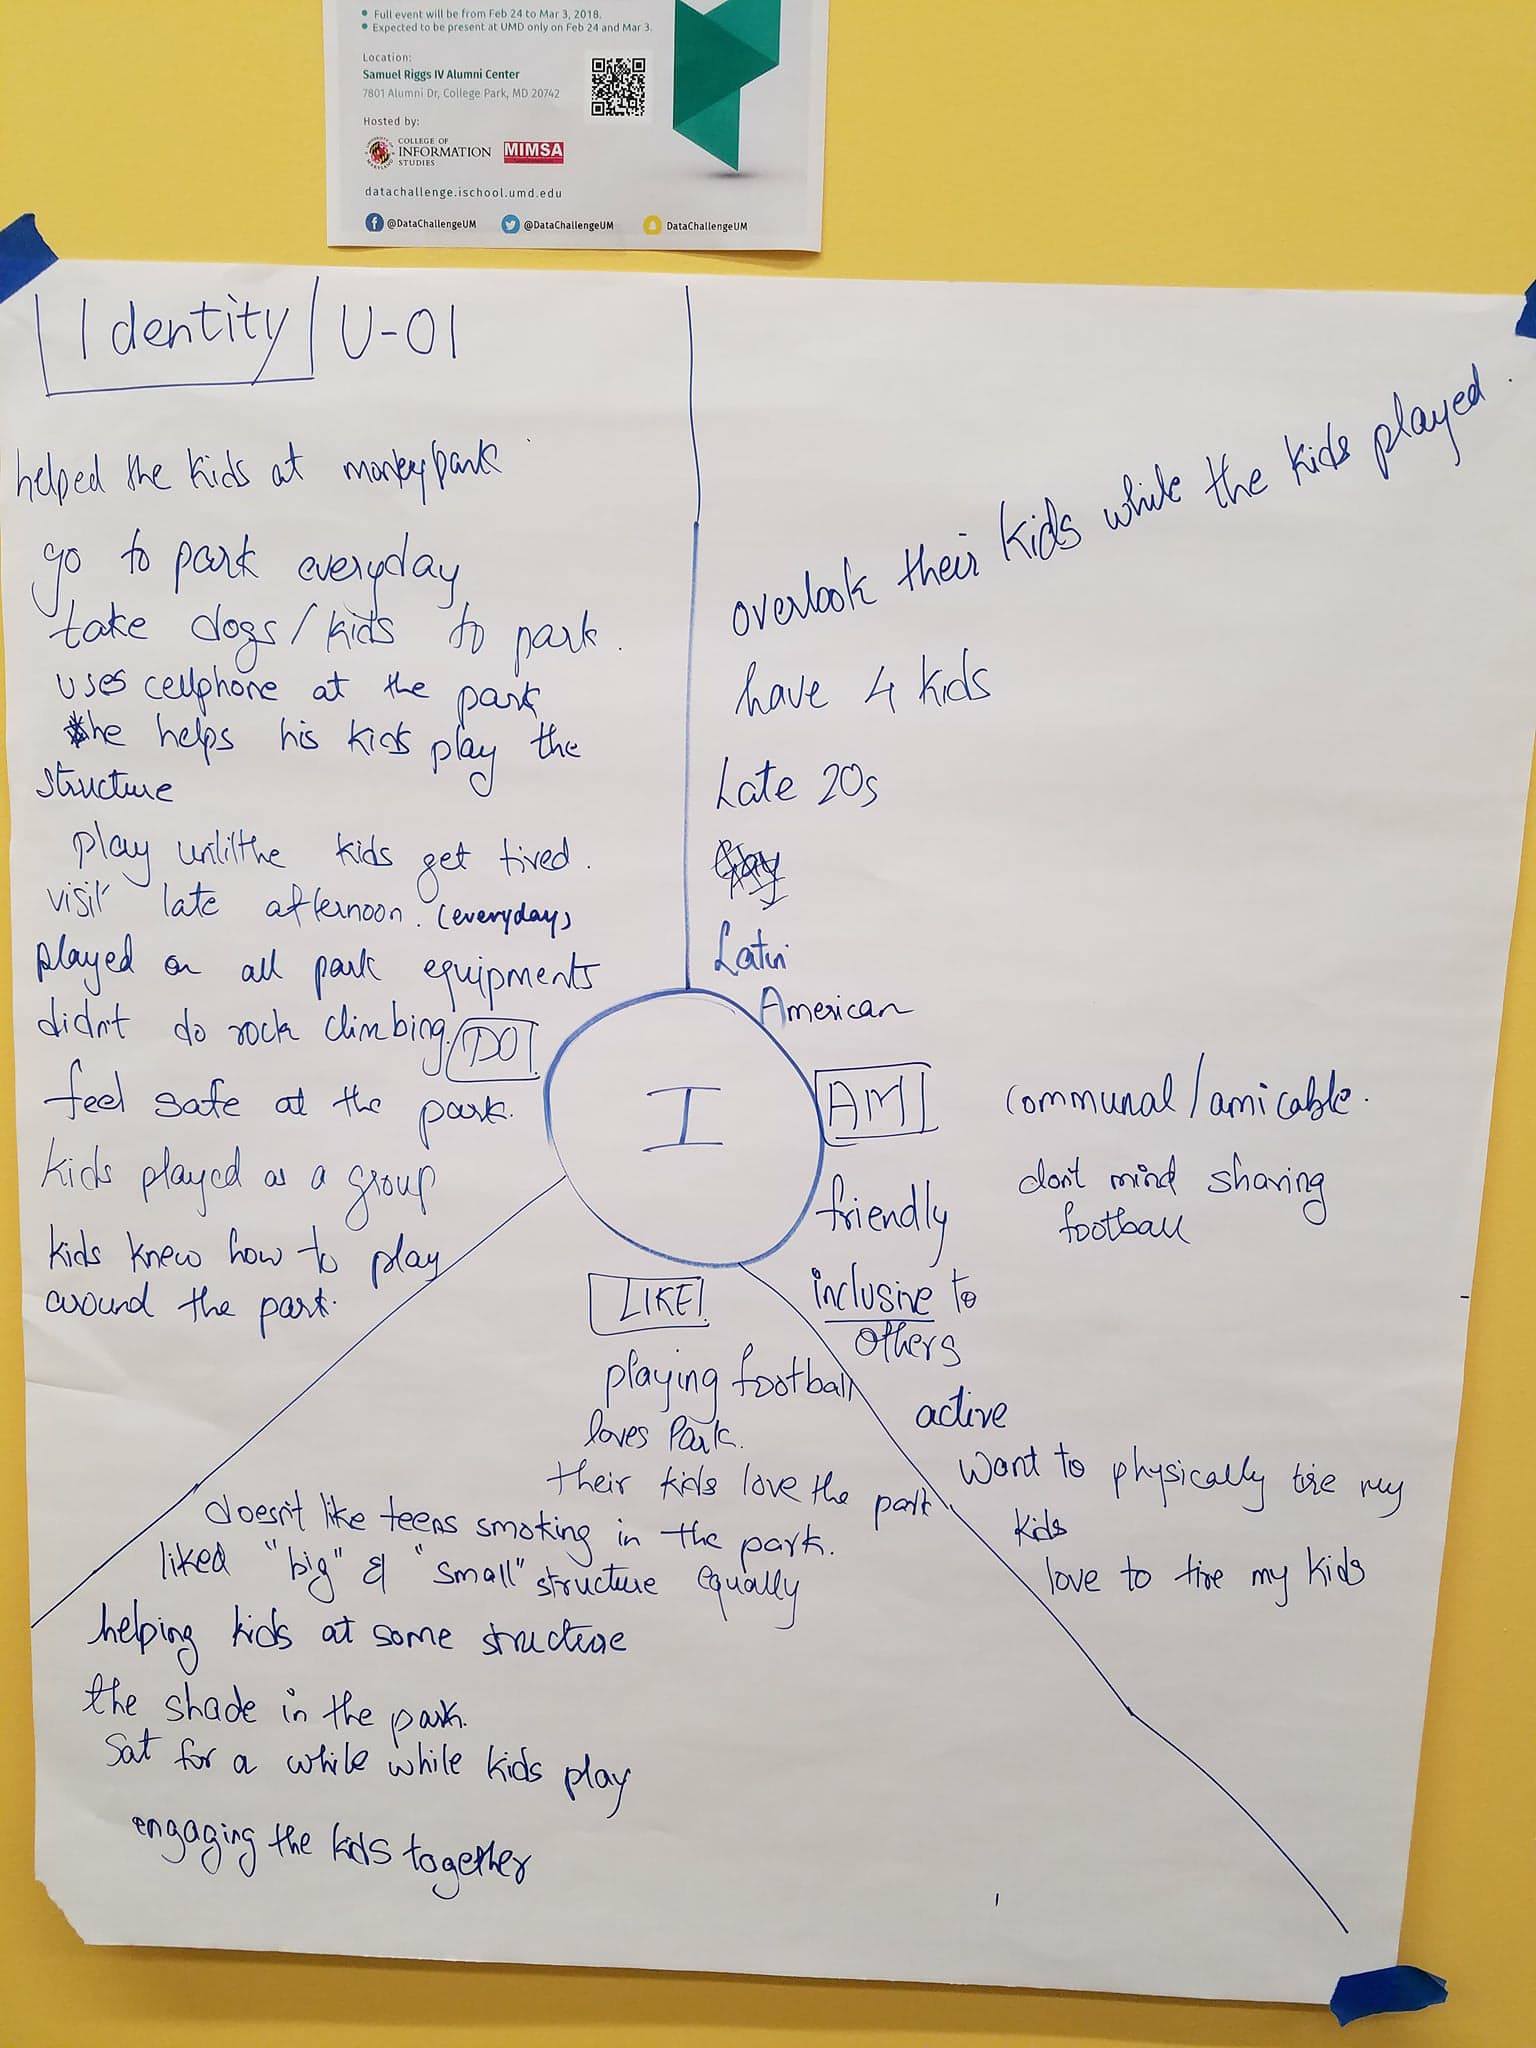 Full event will be from Feb 24 to Mar 3, 2018.
Expected to be present at UMD only on Feb 24 and Mar 3.
Location:
Samuel Riggs IV Alumni Center
7801 Alumni Dr, College Park, MD 20742
Hosted by:
COLLEGE OF
INFORMATION
STUDIES
MIMSA
datachallenge.ischool.umd.edu
@DataChallengeUM
@DataChallengeUM
DataChallengeUM
Identity U-01
helped the kids at monkeypark
go to park everyday
take dogs/kids to park.
uses cellphone at the park
he helps his kids play the
structure
play until the kids get tired.
visit late afternoon. (everyday)
played on all park equipments
didn't do rock climbing.
DO
feel safe at the park.
kids played as a group
kids knew how to play
around the park.
overlook their kids while the kids played.
have 4 kids
Late 20s
Latin
American
I
AM
communal/amicable.
don't mind sharing
football
friendly
inclusive to
others
active
want to physically tire my
kids
love to tire my kids
LIKE
playing football
loves Park.
their kids love the park
doesn't like teens smoking in the park.
liked "big" & "small" structure equally
helping kids at some structure
the shade in the park.
Sat for a while while kids play
engaging the kids together